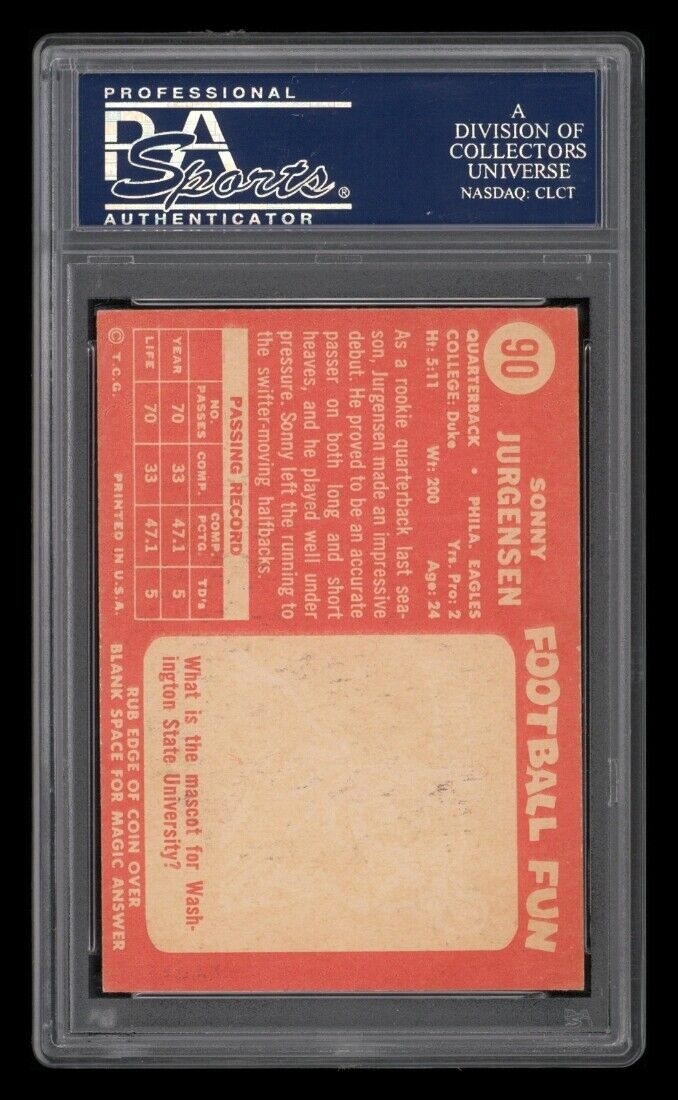 PROFESSIONAL
PSA
Sports®
AUTHENTICATOR
A
DIVISION OF
COLLECTORS
UNIVERSE
NASDAQ: CLCT
90
SONNY
JURGENSEN
QUARTERBACK • PHILA. EAGLES
COLLEGE: Duke Yrs. Pro: 2
Ht: 5:11 Wt: 200 Age: 24
As a rookie quarterback last sea-
son, Jurgensen made an impressive
debut. He proved to be an accurate
passer on both long and short
heaves, and he played well under
pressure. Sonny left the running to
the swifter-moving halfbacks.
PASSING RECORD
NO. PASSES COMP. COMP. PCTG. TD's
YEAR 70 33 47.1 5
LIFE 70 33 47.1 5
© T.C.G. PRINTED IN U.S.A.
FOOTBALL FUN
What is the mascot for Wash-
ington State University?
RUB EDGE OF COIN OVER
BLANK SPACE FOR MAGIC ANSWER